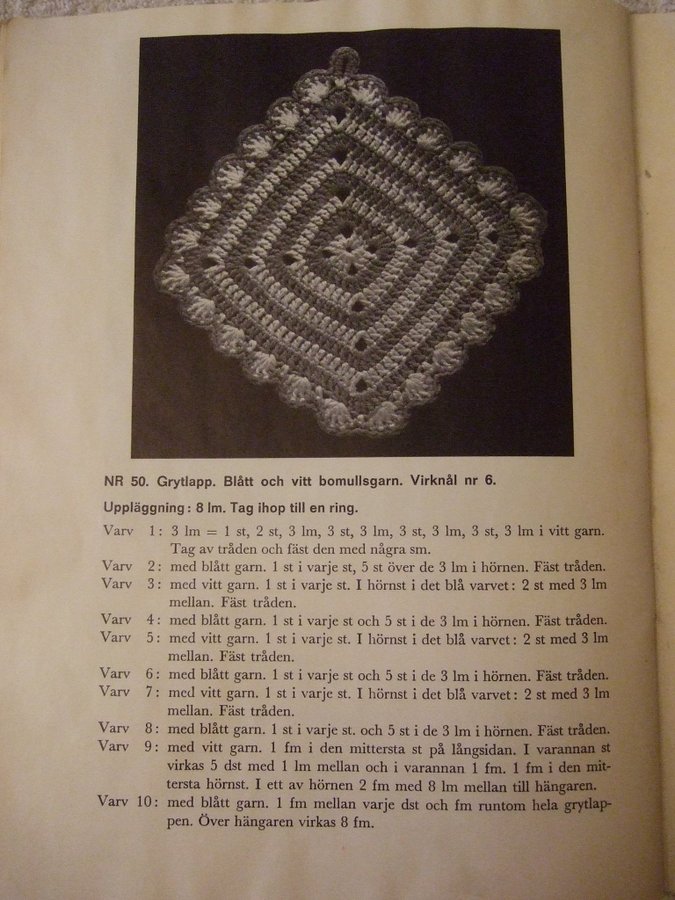 NR 50. Grytlapp. Blått och vitt bomullsgarn. Virknål nr 6.
Uppläggning: 8 lm. Tag ihop till en ring.
Varv 1: 3 lm = 1 st, 2 st, 3 lm, 3 st, 3 lm, 3 st, 3 lm, 3 st, 3 lm i vitt garn.
Tag av tråden och fäst den med några sm.
Varv 2: med blått garn. 1 st i varje st, 5 st över de 3 lm i hörnen. Fäst tråden.
Varv 3: med vitt garn. 1 st i varje st. I hörnst i det blå varvet: 2 st med 3 lm
mellan. Fäst tråden.
Varv 4: med blått garn. 1 st i varje st och 5 st i de 3 lm i hörnen. Fäst tråden.
Varv 5: med vitt garn. 1 st i varje st. I hörnst i det blå varvet: 2 st med 3 lm
mellan. Fäst tråden.
Varv 6: med blått garn. 1 st i varje st och 5 st i de 3 lm i hörnen. Fäst tråden.
Varv 7: med vitt garn. 1 st i varje st. I hörnst i det blå varvet: 2 st med 3 lm
mellan. Fäst tråden.
Varv 8: med blått garn. 1 st i varje st. och 5 st i de 3 lm i hörnen. Fäst tråden.
Varv 9: med vitt garn. 1 fm i den mittersta st på långsidan. I varannan st
virkas 5 dst med 1 lm mellan och i varannan 1 fm. 1 fm i den mit-
tersta hörnst. I ett av hörnen 2 fm med 8 lm mellan till hängaren.
Varv 10: med blått garn. 1 fm mellan varje dst och fm runtom hela grytlap-
pen. Över hängaren virkas 8 fm.